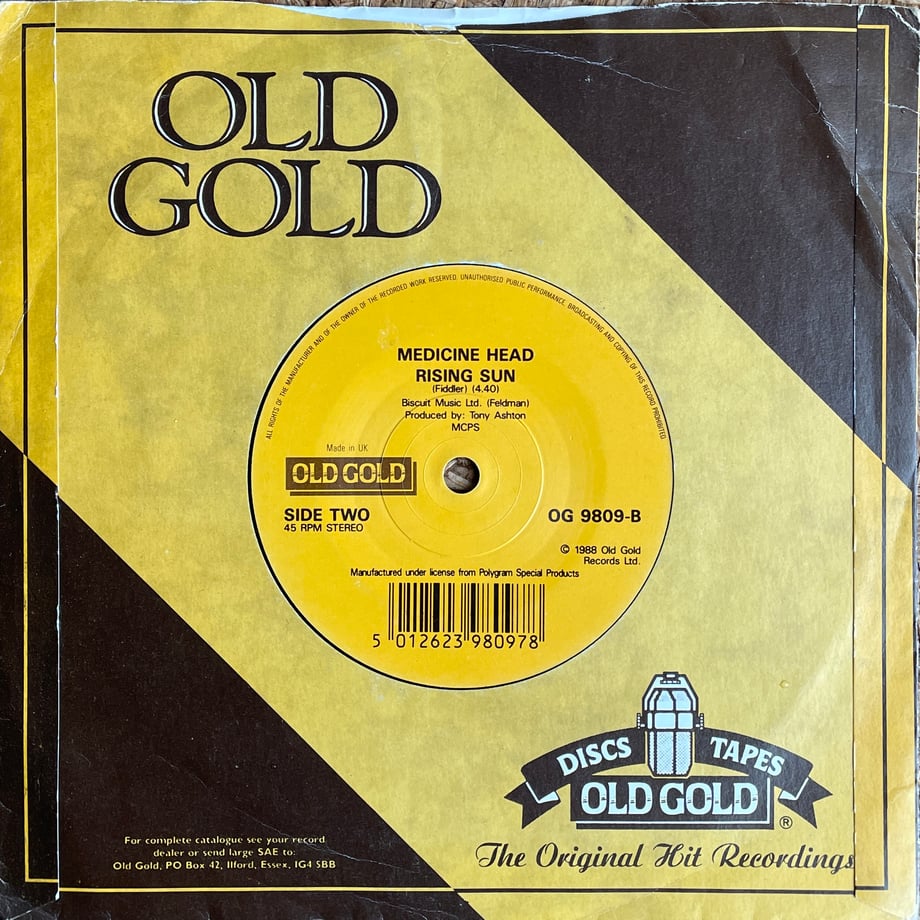 OLD
GOLD
ALL RIGHTS OF THE MANUFACTURER AND OF THE OWNER OF THE RECORDED WORK RESERVED. UNAUTHORISED PUBLIC PERFORMANCE, BROADCASTING AND COPYING OF THIS RECORD PROHIBITED
MEDICINE HEAD
RISING SUN
(Fiddler) (4.40)
Biscuit Music Ltd. (Feldman)
Produced by: Tony Ashton
MCPS
Made in UK
OLD GOLD
SIDE TWO
45 RPM STEREO
OG 9809-B
© 1988 Old Gold
Records Ltd.
Manufactured under license from Polygram Special Products
5 012623 980978
DISCS TAPES
OLD GOLD ®
The Original Hit Recordings
For complete catalogue see your record
dealer or send large SAE to:
Old Gold, PO Box 42, Ilford, Essex, IG4 5BB